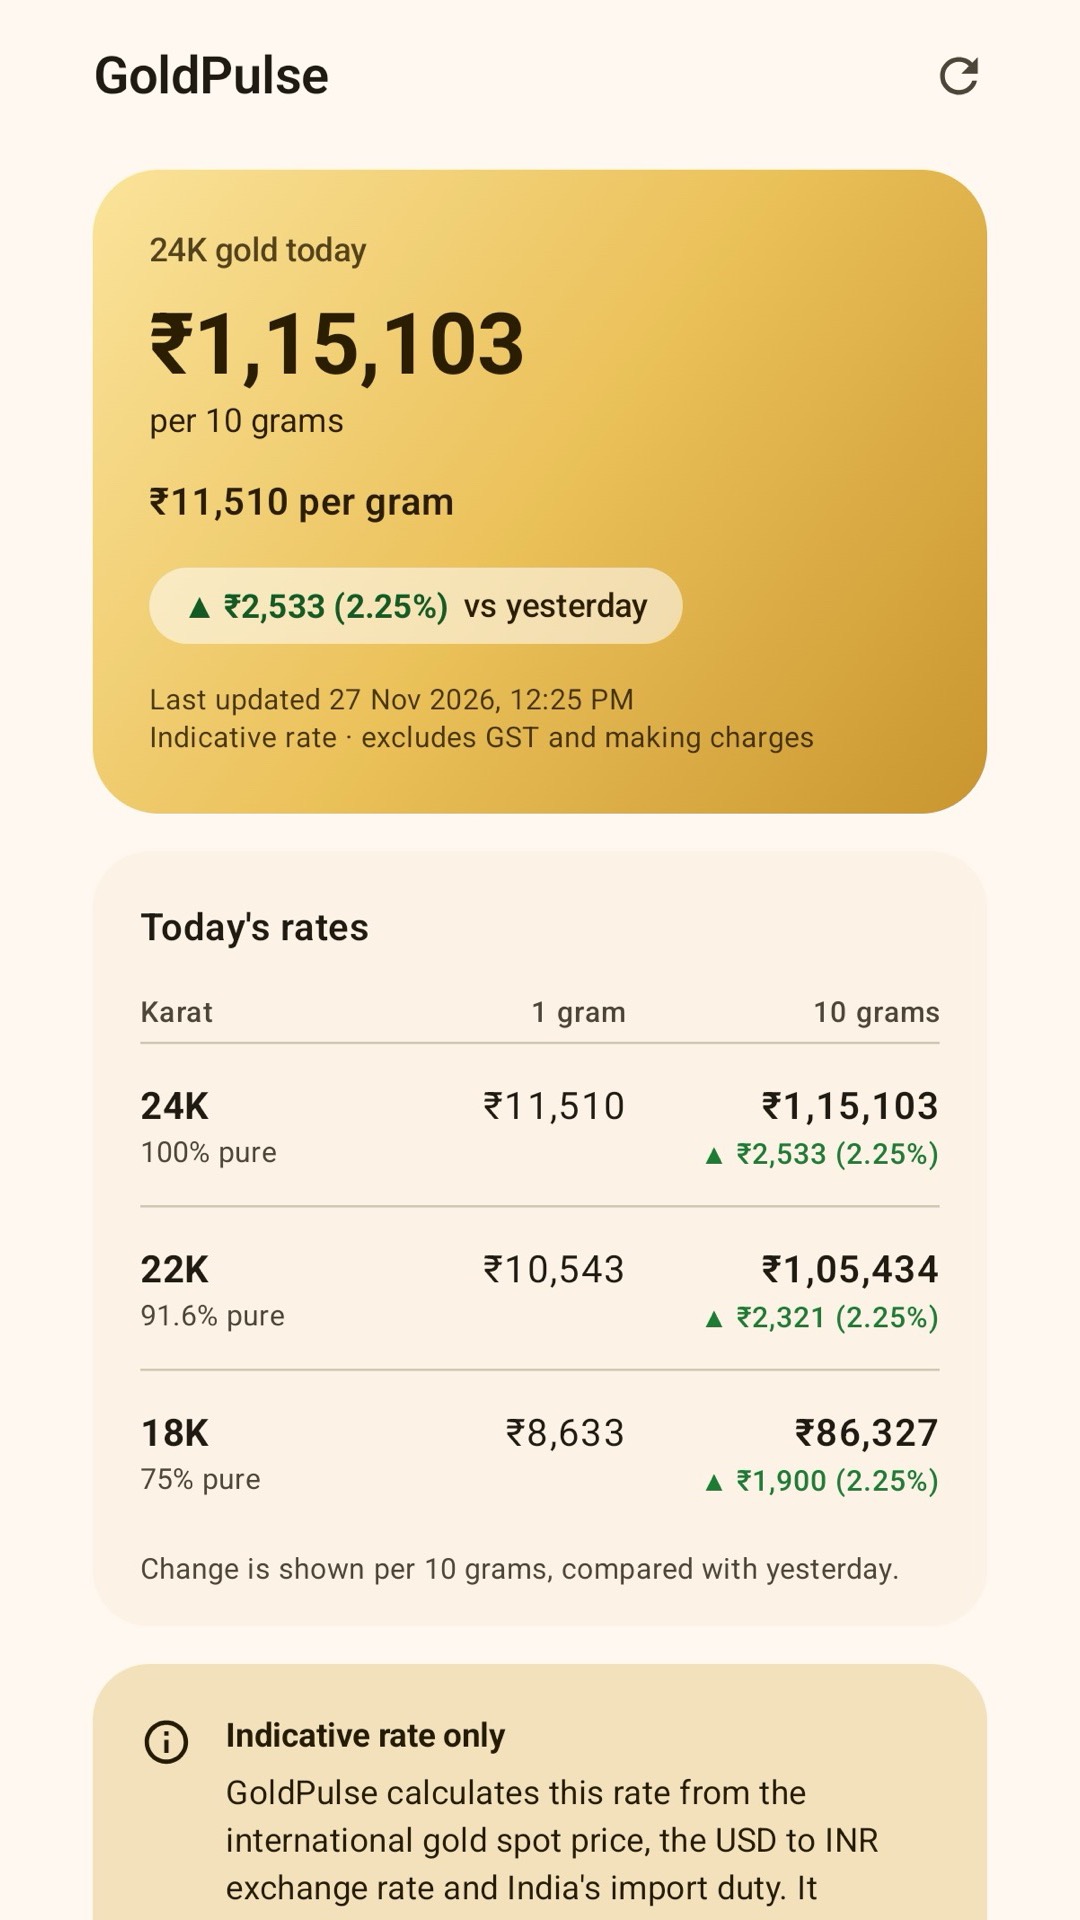 GoldPulse
24K gold today
₹1,15,103
per 10 grams
₹11,510 per gram
▲ ₹2,533 (2.25%) vs yesterday
Last updated 27 Nov 2026, 12:25 PM
Indicative rate · excludes GST and making charges
Today's rates
Karat 1 gram 10 grams
24K ₹11,510 ₹1,15,103
100% pure ▲ ₹2,533 (2.25%)
22K ₹10,543 ₹1,05,434
91.6% pure ▲ ₹2,321 (2.25%)
18K ₹8,633 ₹86,327
75% pure ▲ ₹1,900 (2.25%)
Change is shown per 10 grams, compared with yesterday.
Indicative rate only
GoldPulse calculates this rate from the
international gold spot price, the USD to INR
exchange rate and India's import duty. It